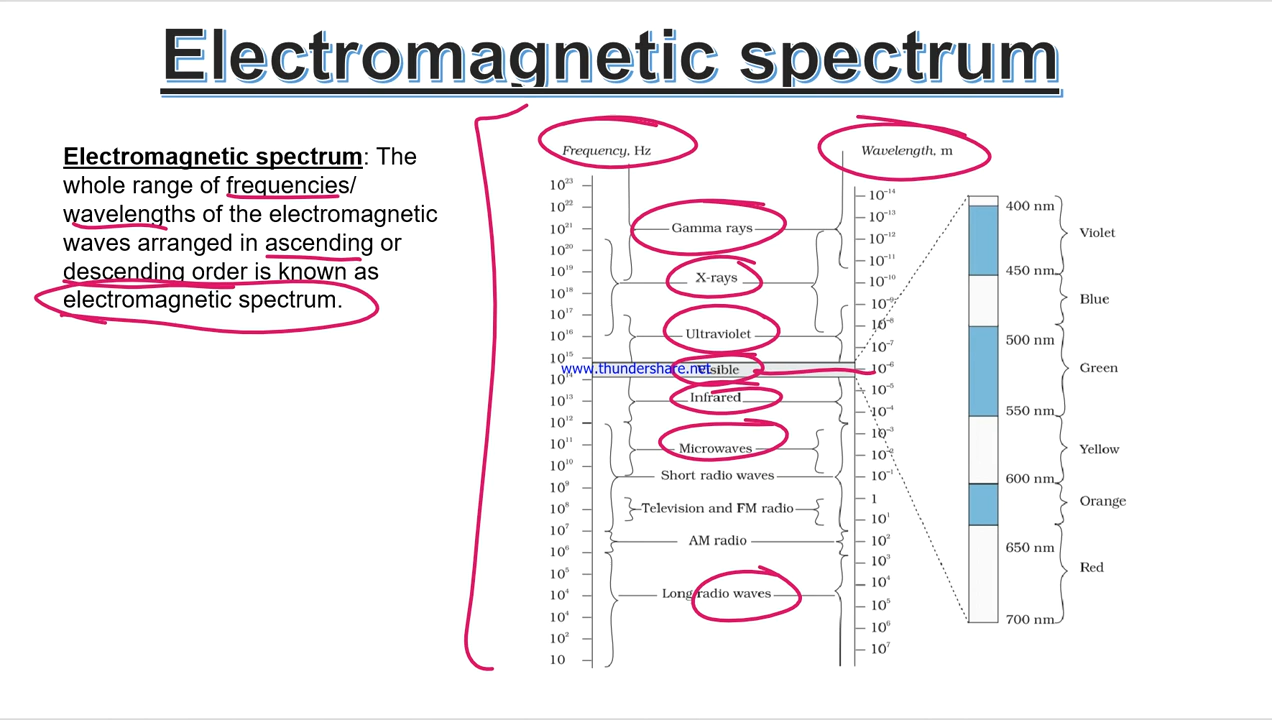 Electromagnetic spectrum
Electromagnetic spectrum: The
whole range of frequencies/
wavelengths of the electromagnetic
waves arranged in ascending or
descending order is known as
electromagnetic spectrum.
Frequency, Hz
10²³
10²²
10²¹
10²⁰
10¹⁹
10¹⁸
10¹⁷
10¹⁶
10¹⁵
10¹⁴
10¹³
10¹²
10¹¹
10¹⁰
10⁹
10⁸
10⁷
10⁶
10⁵
10⁴
10⁴
10²
10
Gamma rays
X-rays
Ultraviolet
www.thundershare.net
Visible
Infrared
Microwaves
Short radio waves
Television and FM radio
AM radio
Long radio waves
Wavelength, m
10⁻¹⁴
10⁻¹³
10⁻¹²
10⁻¹¹
10⁻¹⁰
10⁻⁹
10⁻⁸
10⁻⁷
10⁻⁶
10⁻⁵
10⁻⁴
10⁻³
10⁻²
10⁻¹
1
10¹
10²
10³
10⁴
10⁵
10⁶
10⁷
400 nm
450 nm
500 nm
550 nm
600 nm
650 nm
700 nm
Violet
Blue
Green
Yellow
Orange
Red